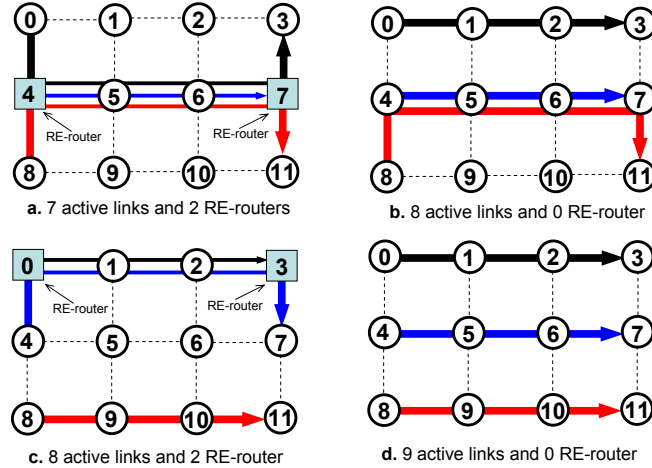 0 1 2 3
4 5 6 7
RE-router RE-router
8 9 10 11
a. 7 active links and 2 RE-routers
0 1 2 3
4 5 6 7
8 9 10 11
b. 8 active links and 0 RE-router
0 1 2 3
RE-router RE-router
4 5 6 7
8 9 10 11
c. 8 active links and 2 RE-router
0 1 2 3
4 5 6 7
8 9 10 11
d. 9 active links and 0 RE-router